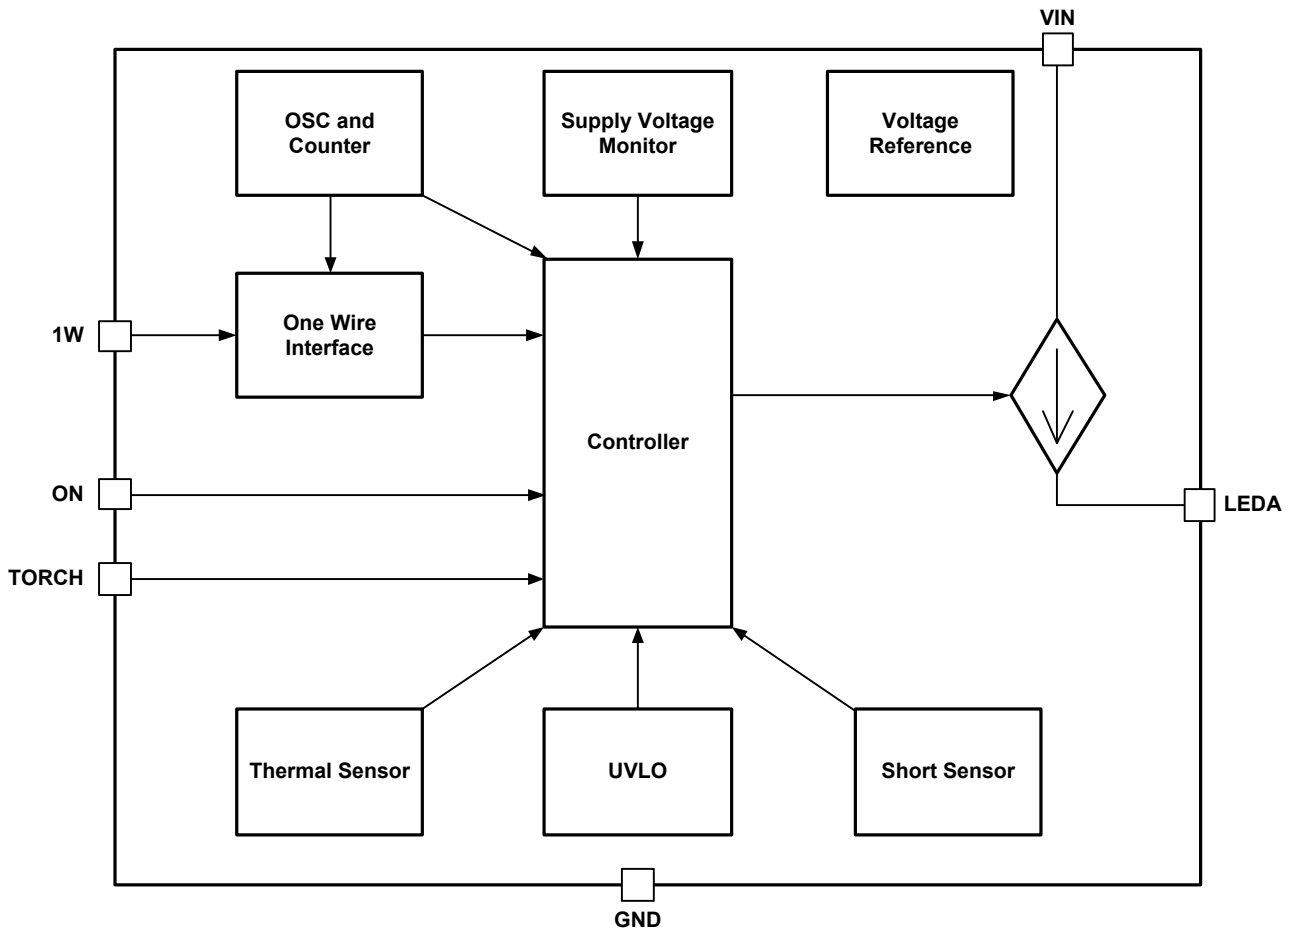 VIN
OSC and
Counter
Supply Voltage
Monitor
Voltage
Reference
1W
One Wire
Interface
Controller
ON
LEDA
TORCH
Thermal Sensor
UVLO
Short Sensor
GND